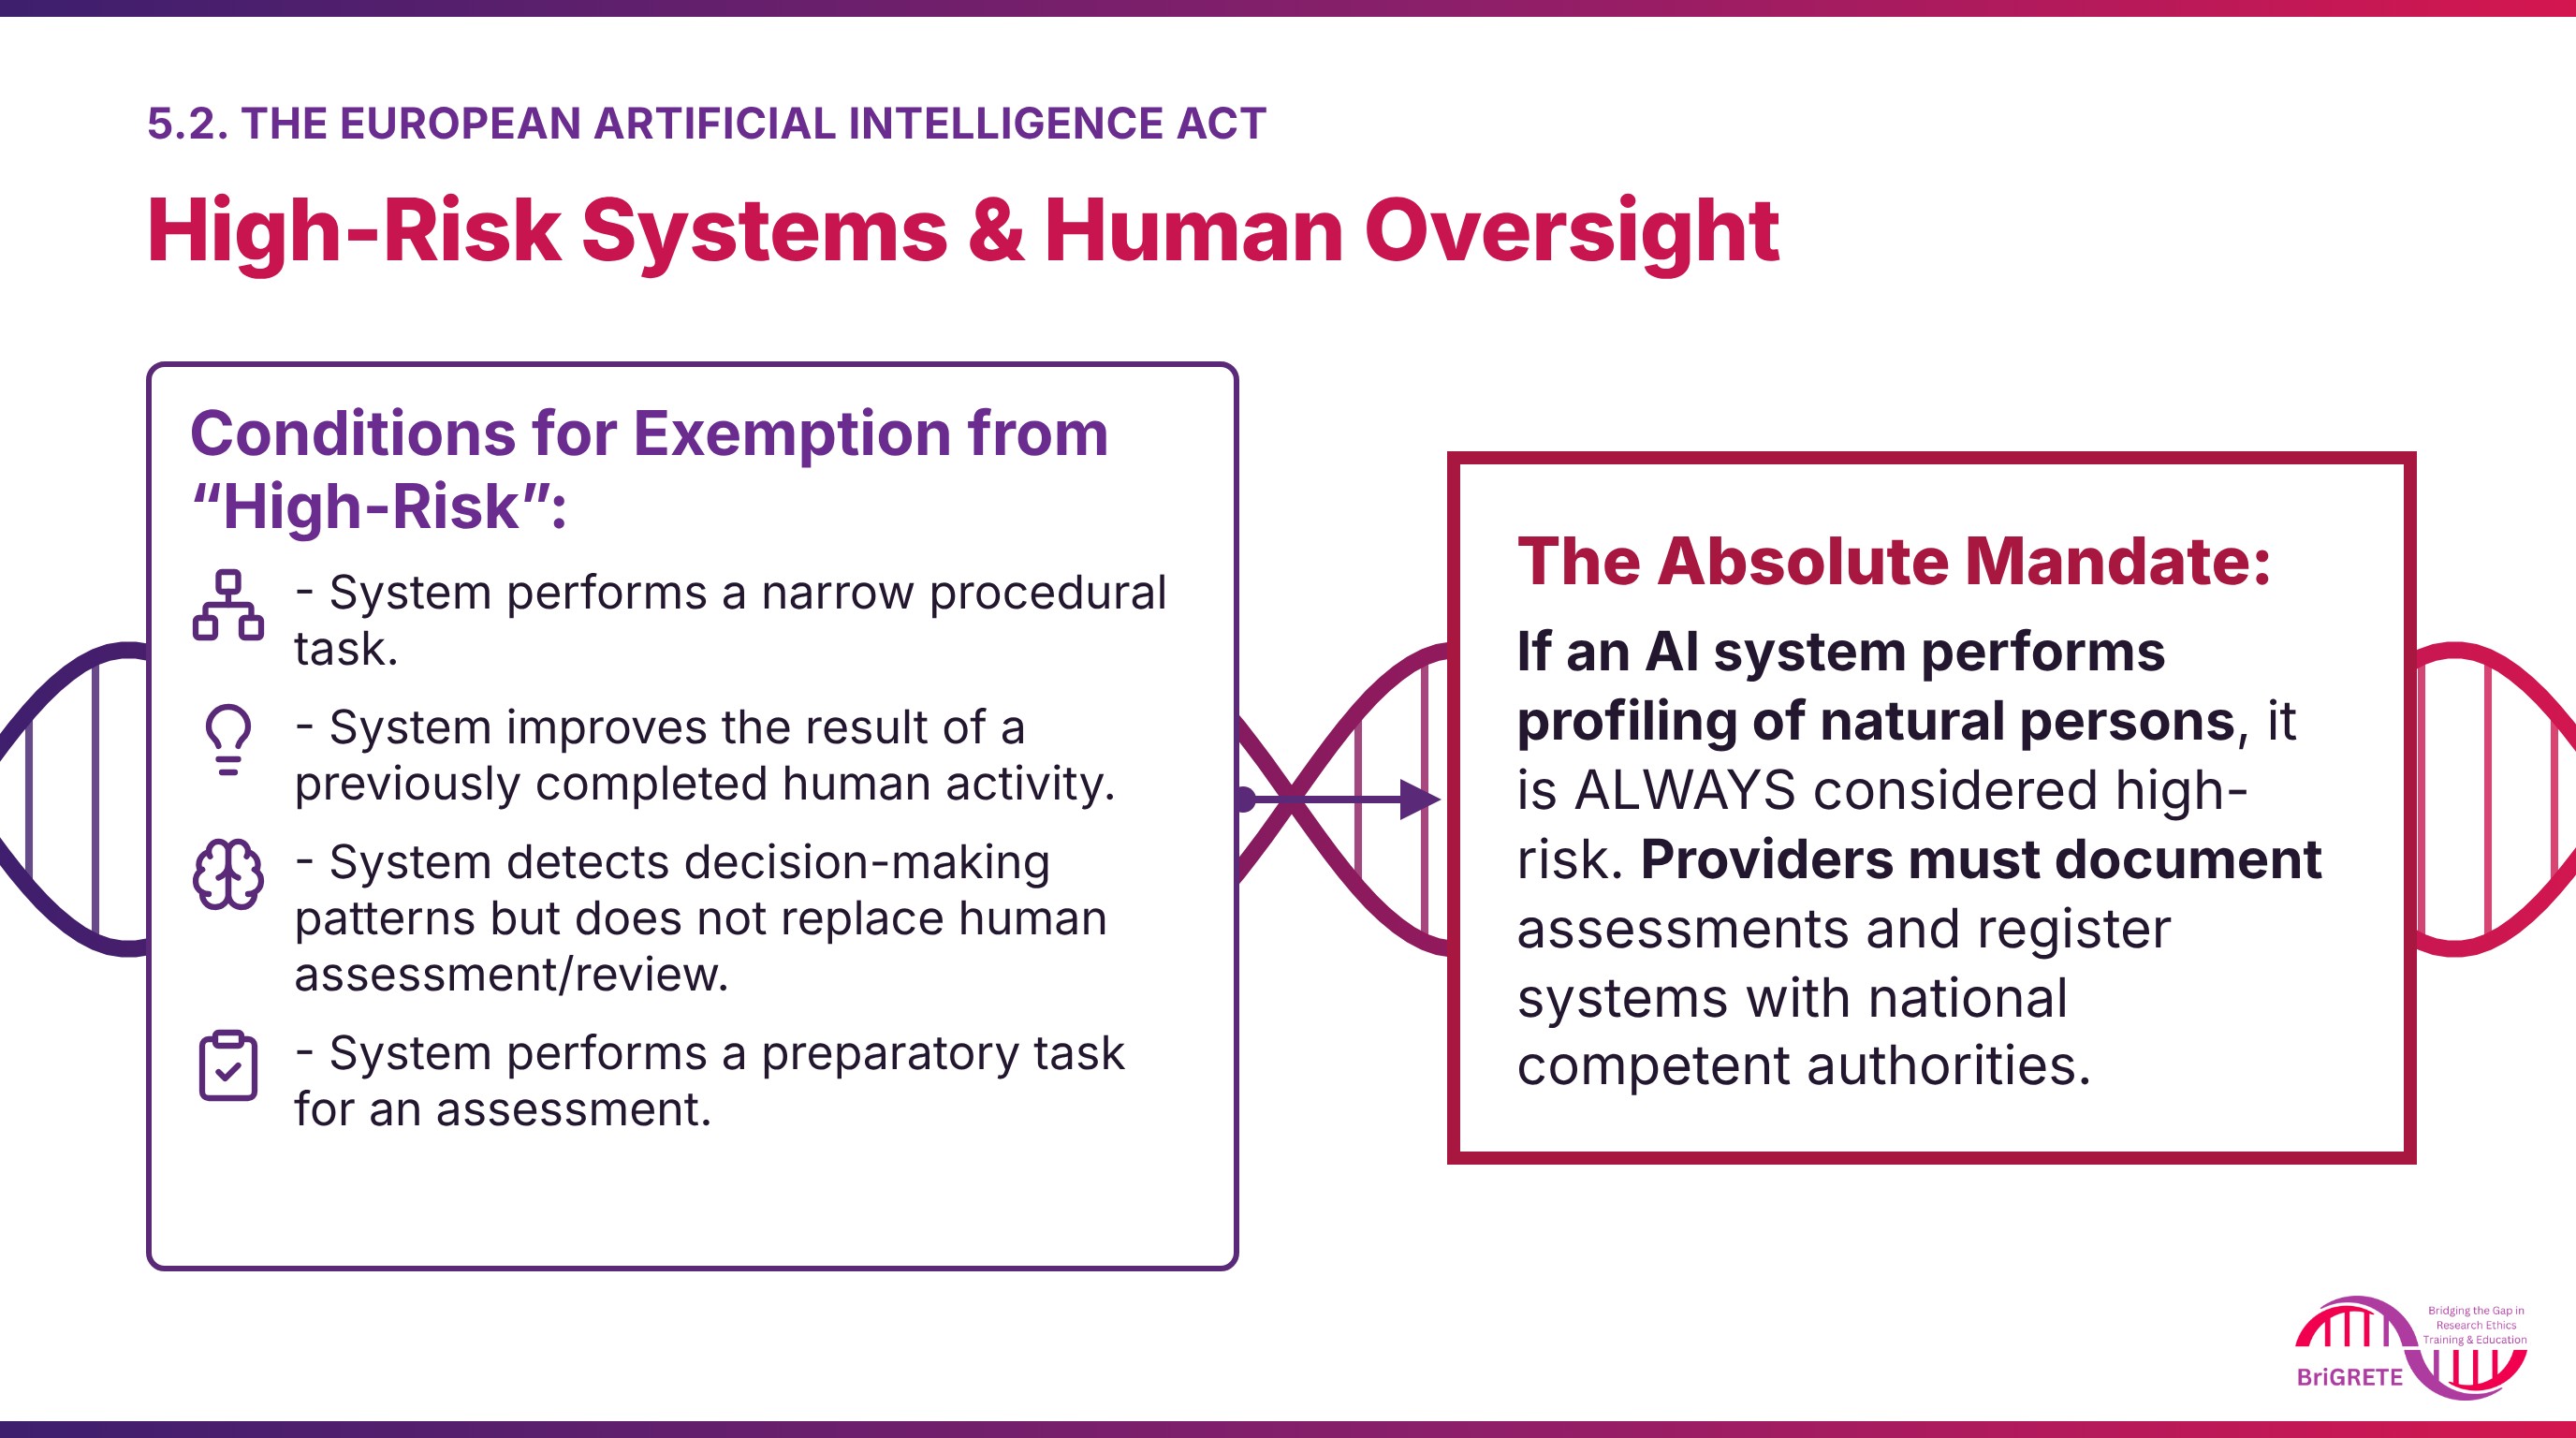 5.2. THE EUROPEAN ARTIFICIAL INTELLIGENCE ACT
High-Risk Systems & Human Oversight
Conditions for Exemption from
“High-Risk”:
- System performs a narrow procedural
task.
- System improves the result of a
previously completed human activity.
- System detects decision-making
patterns but does not replace human
assessment/review.
- System performs a preparatory task
for an assessment.
The Absolute Mandate:
If an AI system performs
profiling of natural persons, it
is ALWAYS considered high-
risk. Providers must document
assessments and register
systems with national
competent authorities.
Bridging the Gap in
Research Ethics
Training & Education
BriGRETE